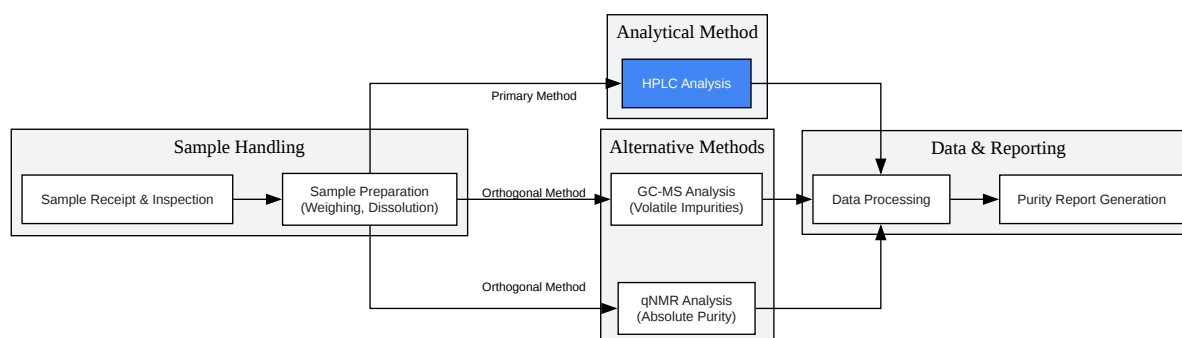 Analytical Method
HPLC Analysis
Primary Method
Sample Handling
Sample Receipt & Inspection
Sample Preparation
(Weighing, Dissolution)
Orthogonal Method
Orthogonal Method
Alternative Methods
GC-MS Analysis
(Volatile Impurities)
qNMR Analysis
(Absolute Purity)
Data & Reporting
Data Processing
Purity Report Generation